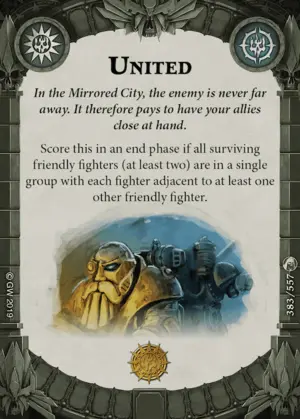 UNITED
In the Mirrored City, the enemy is never far
away. It therefore pays to have your allies
close at hand.
Score this in an end phase if all surviving
friendly fighters (at least two) are in a single
group with each fighter adjacent to at least one
other friendly fighter.
© GW 2019
383/557